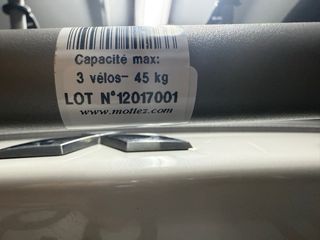 Capacité max:
3 vélos- 45 kg
LOT N°12017001
www.mottez.com